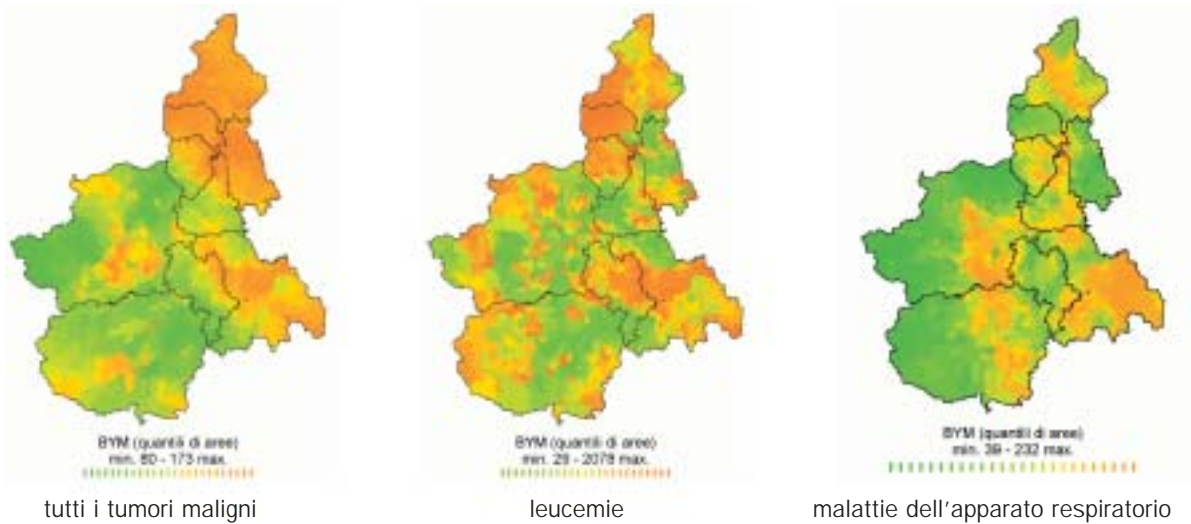 BYM (quantili di aree)
min. 60 - 173 max.
tutti i tumori maligni
BYM (quantili di aree)
min. 29 - 2078 max.
leucemie
BYM (quantili di aree)
min. 39 - 232 max.
malattie dell'apparato respiratorio